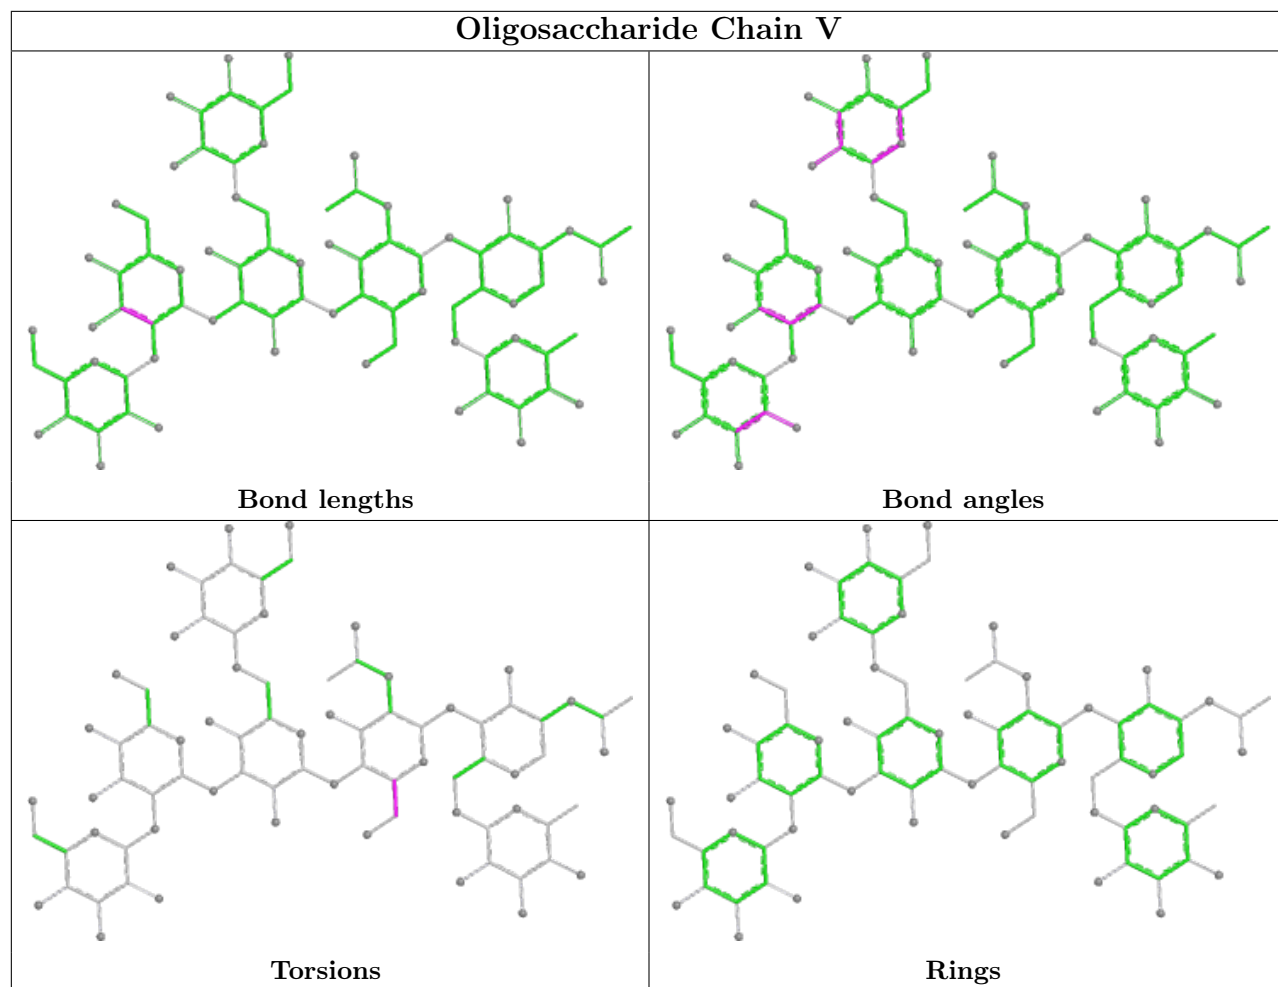 Oligosaccharide Chain V
Bond lengths
Bond angles
Torsions
Rings